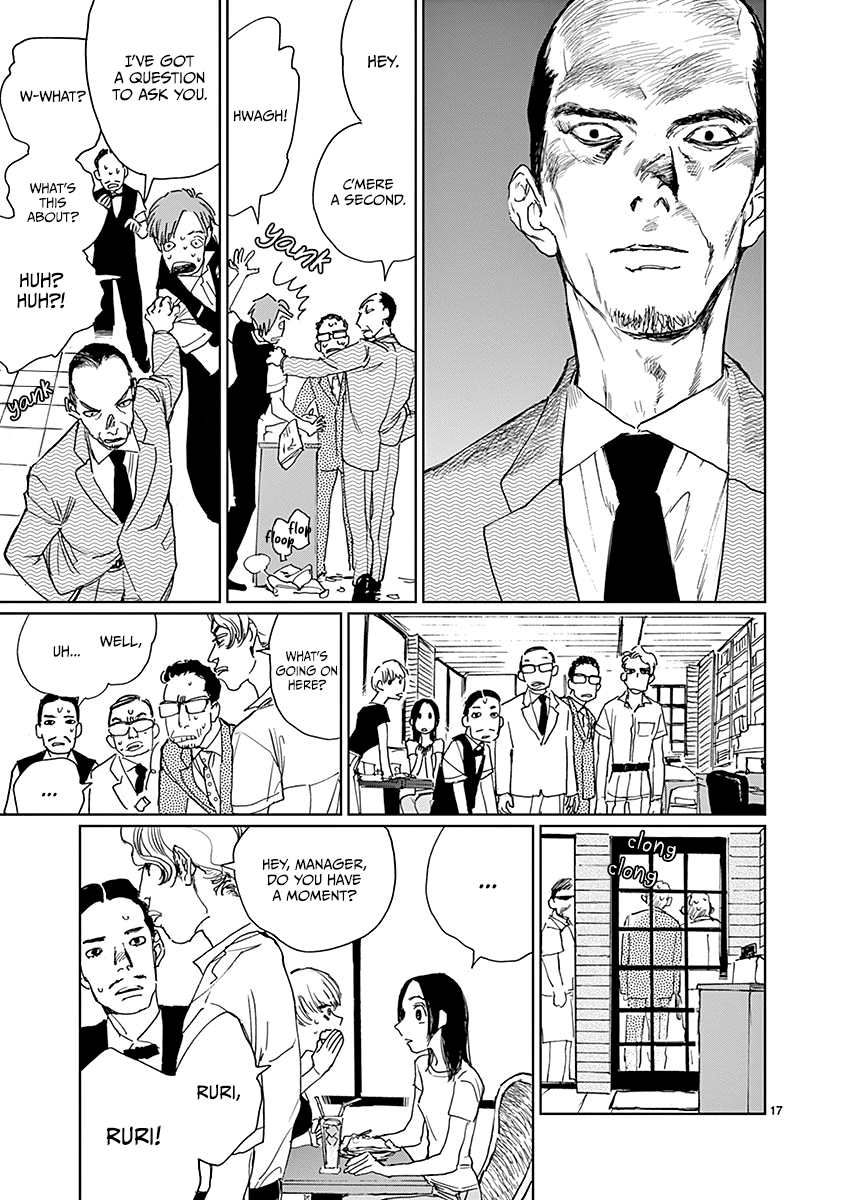 HEY.
C'MERE
A SECOND.
yank
HWAGH!
flop
floop
I'VE GOT
A QUESTION
TO ASK YOU.
W-WHAT?
WHAT'S
THIS
ABOUT?
HUH?
HUH?!
yank
WHAT'S
GOING ON
HERE?
WELL,
UH...
...
clong
clong
...
HEY, MANAGER,
DO YOU HAVE
A MOMENT?
RURI,
RURI!
17